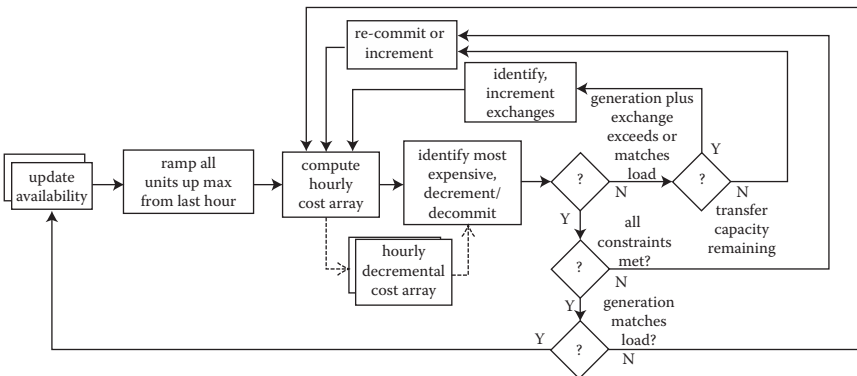 re-commit or
increment
identify,
increment
exchanges
generation plus
exchange
exceeds or
matches
load
Y
update
availability
ramp all
units up max
from last hour
compute
hourly
cost array
identify most
expensive,
decrement/
decommit
?
N
?
N
Y
transfer
capacity
remaining
all
constraints
met?
hourly
decremental
cost array
?
N
Y
generation
matches
load?
Y
?
N